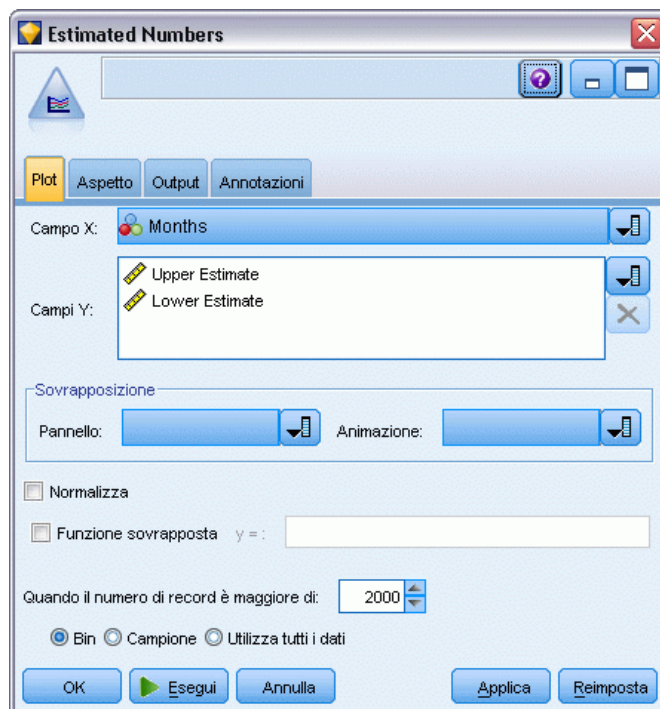 Estimated Numbers
Plot Aspetto Output Annotazioni
Campo X: Months
Campi Y: Upper Estimate
Lower Estimate
Sovrapposizione
Pannello: Animazione:
Normalizza
Funzione sovrapposta y = :
Quando il numero di record è maggiore di: 2000
Bin Campione Utilizza tutti i dati
OK Esegui Annulla Applica Reimposta